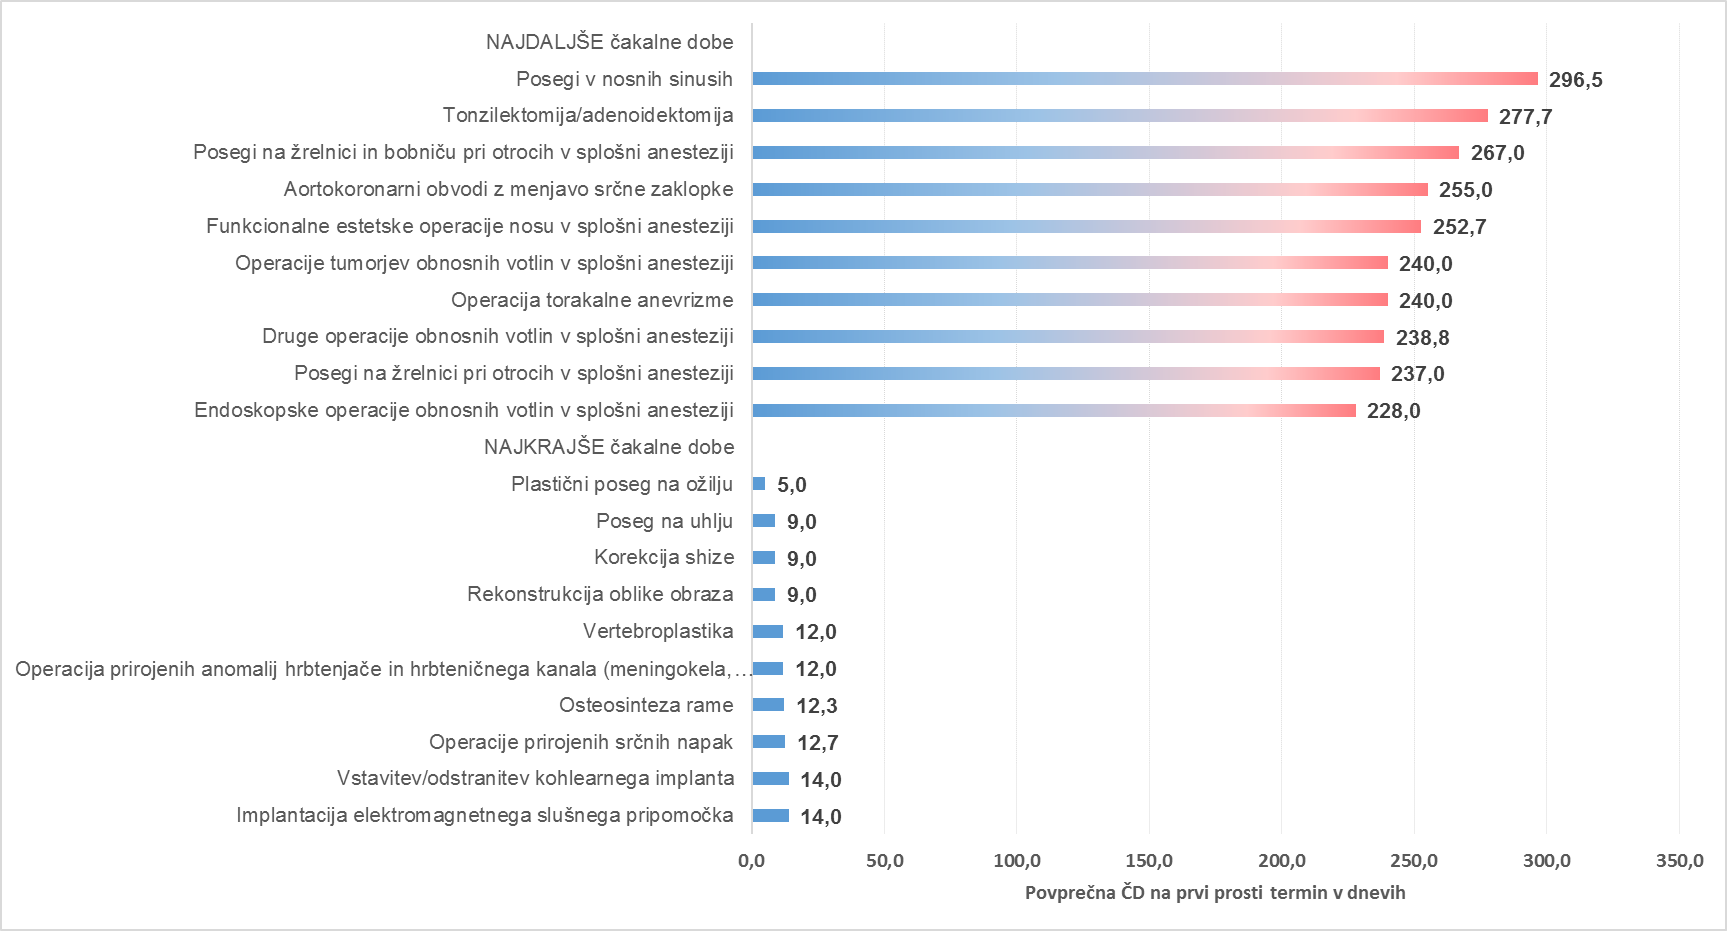 NAJDALJŠE čakalne dobe
Posegi v nosnih sinusih 296,5
Tonzilektomija/adenoidektomija 277,7
Posegi na žrelnici in bobniču pri otrocih v splošni anesteziji 267,0
Aortokoronarni obvodi z menjavo srčne zaklopke 255,0
Funkcionalne estetske operacije nosu v splošni anesteziji 252,7
Operacije tumorjev obnosnih votlin v splošni anesteziji 240,0
Operacija torakalne anevrizme 240,0
Druge operacije obnosnih votlin v splošni anesteziji 238,8
Posegi na žrelnici pri otrocih v splošni anesteziji 237,0
Endoskopske operacije obnosnih votlin v splošni anesteziji 228,0
NAJKRAJŠE čakalne dobe
Plastični poseg na ožilju 5,0
Poseg na uhlju 9,0
Korekcija shize 9,0
Rekonstrukcija oblike obraza 9,0
Vertebroplastika 12,0
Operacija prirojenih anomalij hrbtenjače in hrbteničnega kanala (meningokela,… 12,0
Osteosinteza rame 12,3
Operacije prirojenih srčnih napak 12,7
Vstavitev/odstranitev kohlearnega implanta 14,0
Implantacija elektromagnetnega slušnega pripomočka 14,0
0,0 50,0 100,0 150,0 200,0 250,0 300,0 350,0
Povprečna ČD na prvi prosti termin v dnevih